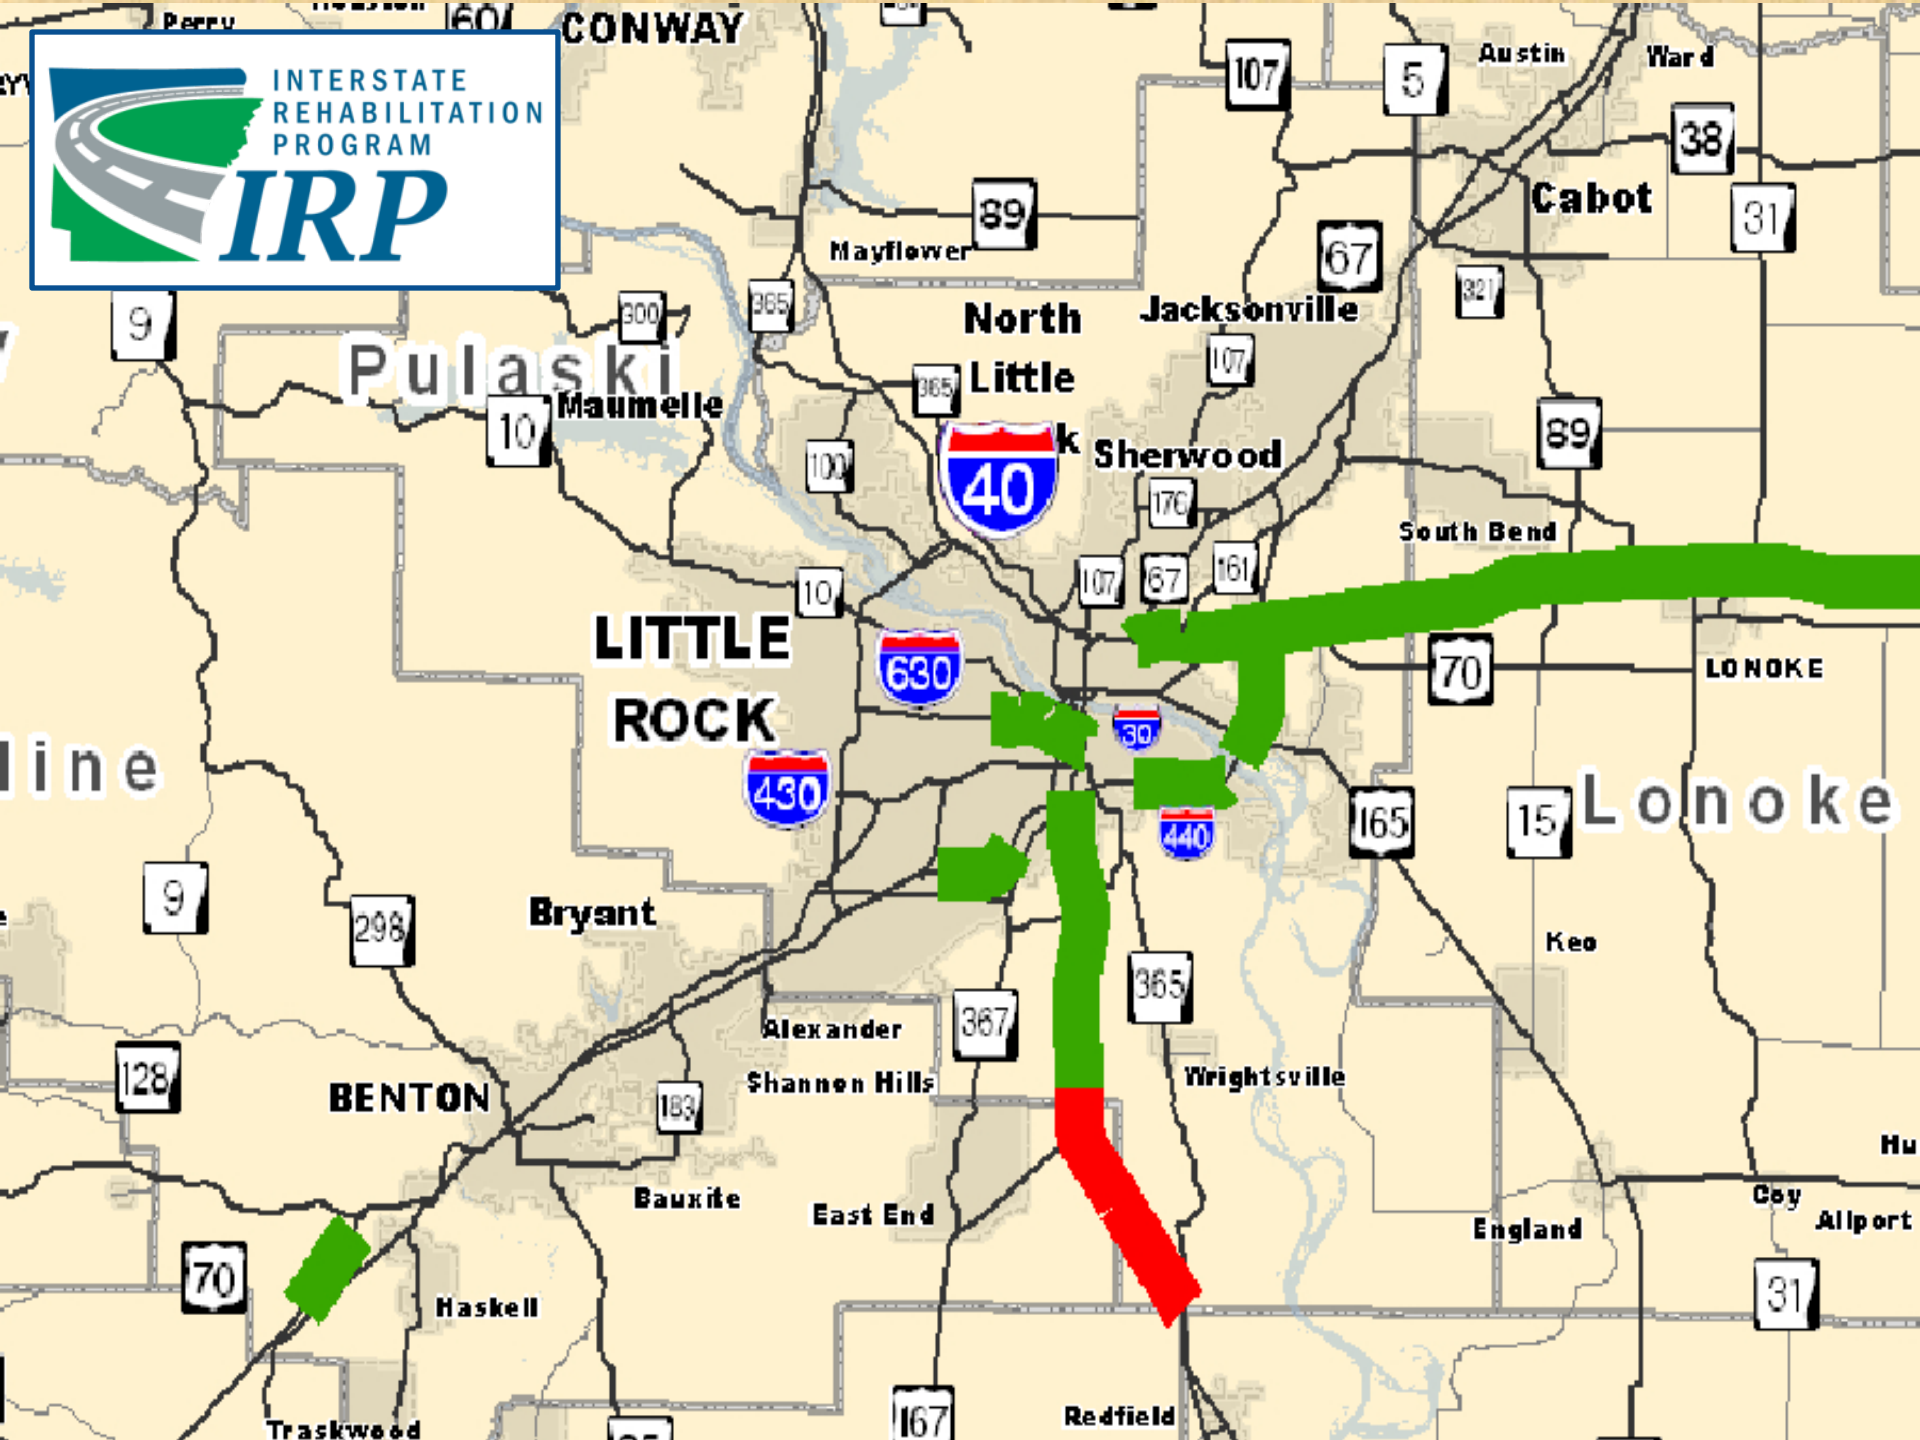 Perry
60
CONWAY
INTERSTATE
REHABILITATION
PROGRAM
IRP
107
5
Austin
Ward
38
89
Cabot
31
Mayflower
67
9
300
365
North
Jacksonville
321
Pulaski
107
365
Little
Maumelle
10
89
100
40
k
Sherwood
176
South Bend
10
107
67
161
LITTLE
630
70
LONOKE
ROCK
30
line
430
440
165
15
Lonoke
9
298
Bryant
Keo
365
367
Alexander
128
BENTON
183
Shannon Hills
Wrightsville
Hu
Bauxite
East End
England
Coy
Allport
70
Haskell
31
Traskwood
167
Redfield